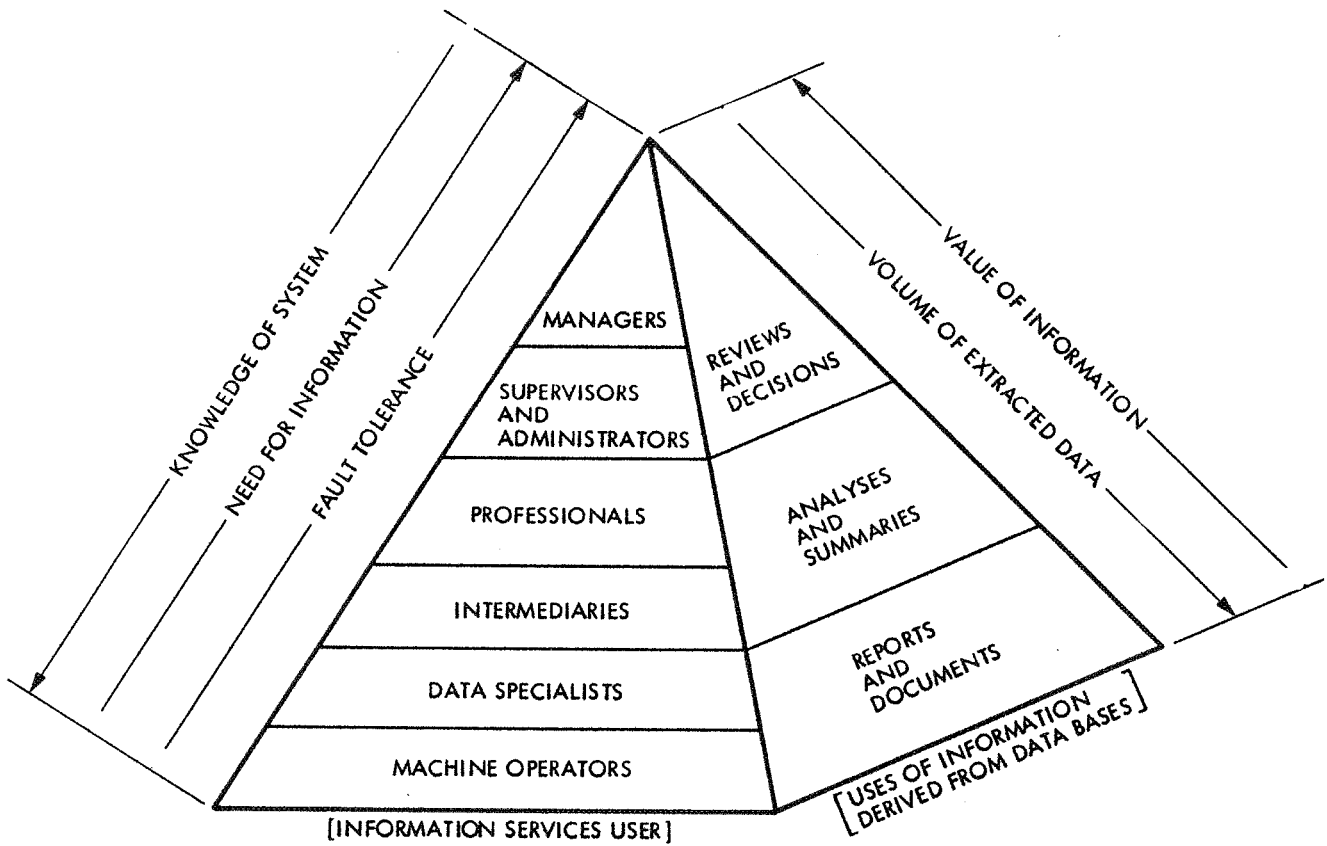 KNOWLEDGE OF SYSTEM
NEED FOR INFORMATION
FAULT TOLERANCE
MANAGERS
SUPERVISORS
AND
ADMINISTRATORS
PROFESSIONALS
INTERMEDIARIES
DATA SPECIALISTS
MACHINE OPERATORS
[INFORMATION SERVICES USER]
REVIEWS
AND
DECISIONS
ANALYSES
AND
SUMMARIES
REPORTS
AND
DOCUMENTS
[USES OF INFORMATION
DERIVED FROM DATA BASES]
VOLUME OF EXTRACTED DATA
VALUE OF INFORMATION